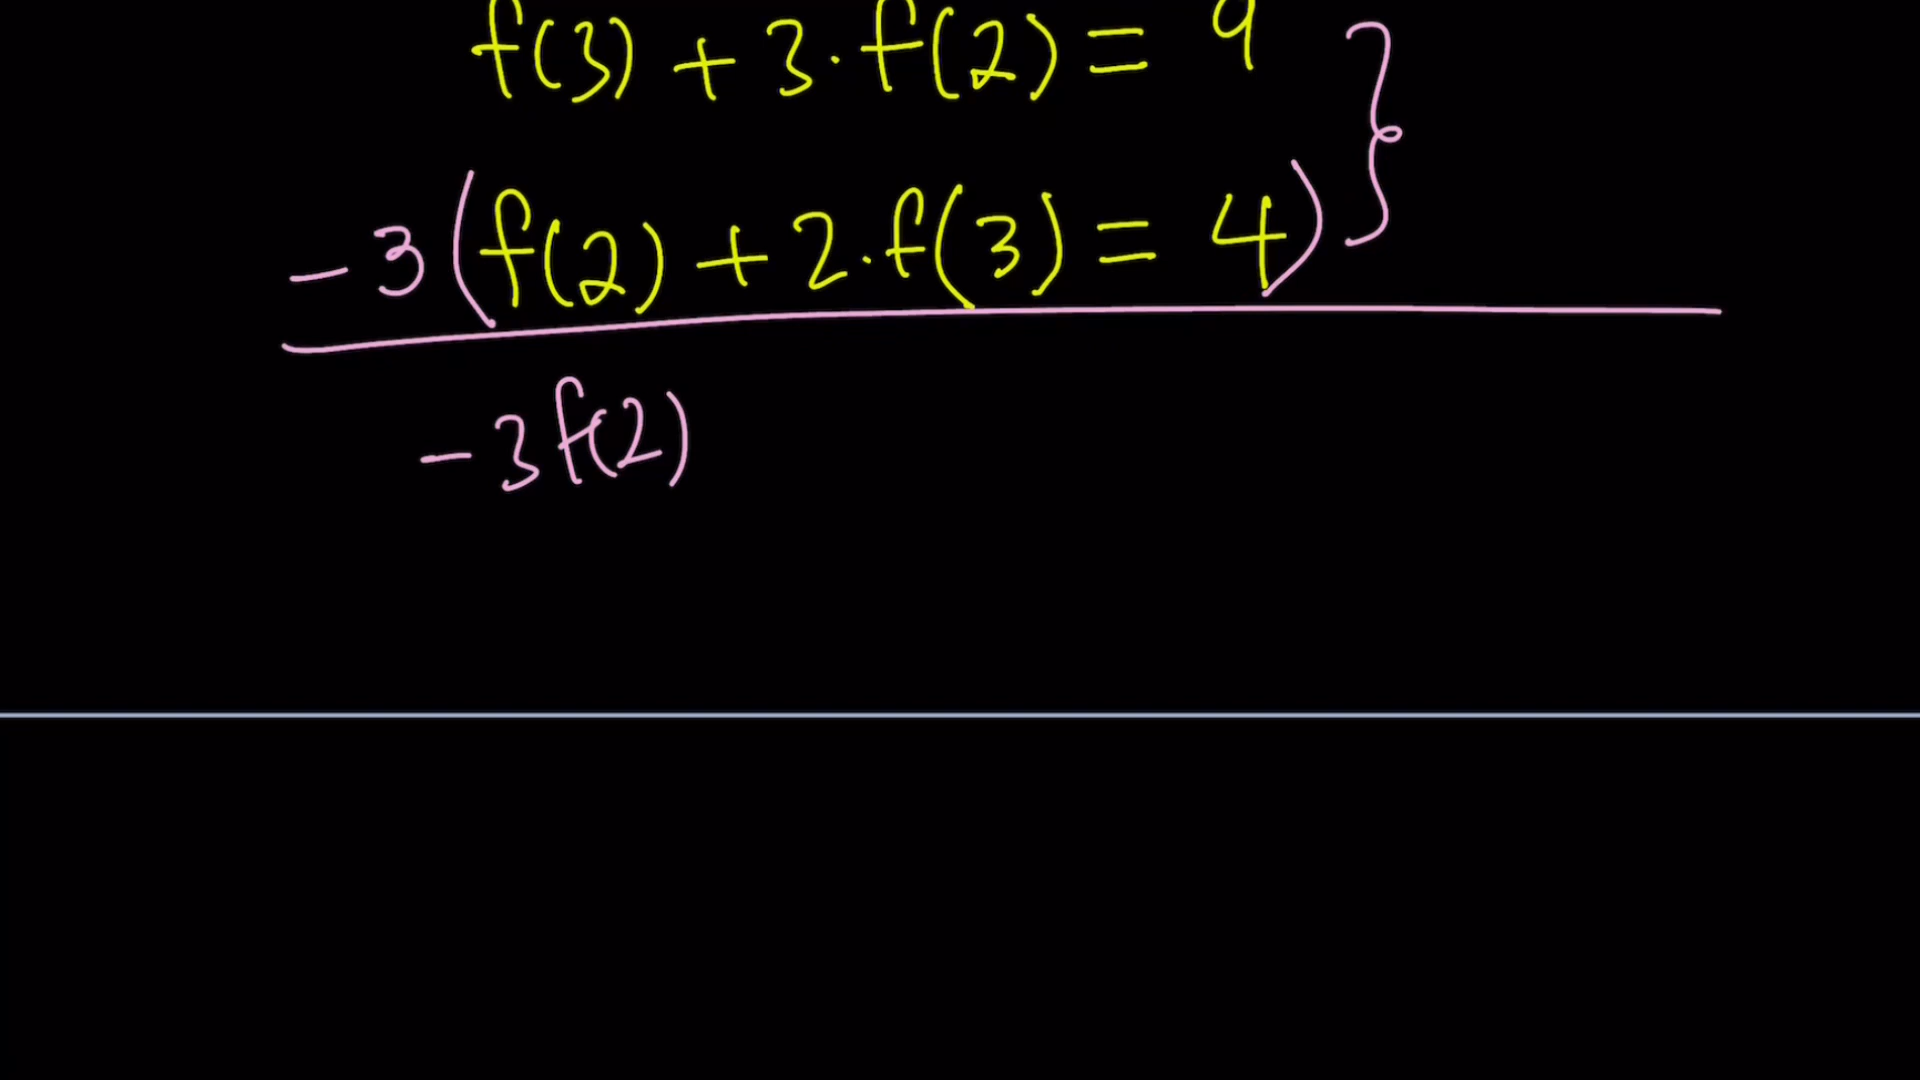 f(3) + 3·f(2) = 9
-3(f(2) + 2·f(3) = 4)
-3f(2)